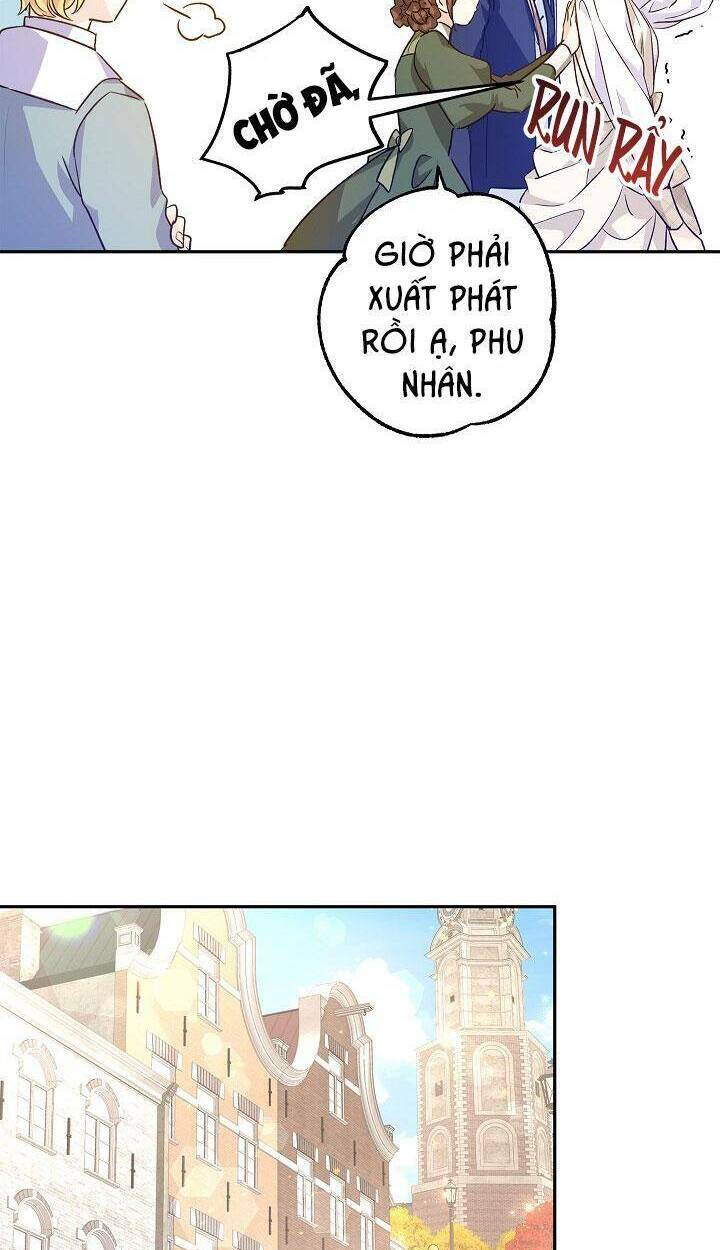 CHỜ ĐÃ,
RUN RẨY
GIỜ PHẢI
XUẤT PHÁT
RỒI Ạ, PHU
NHÂN.